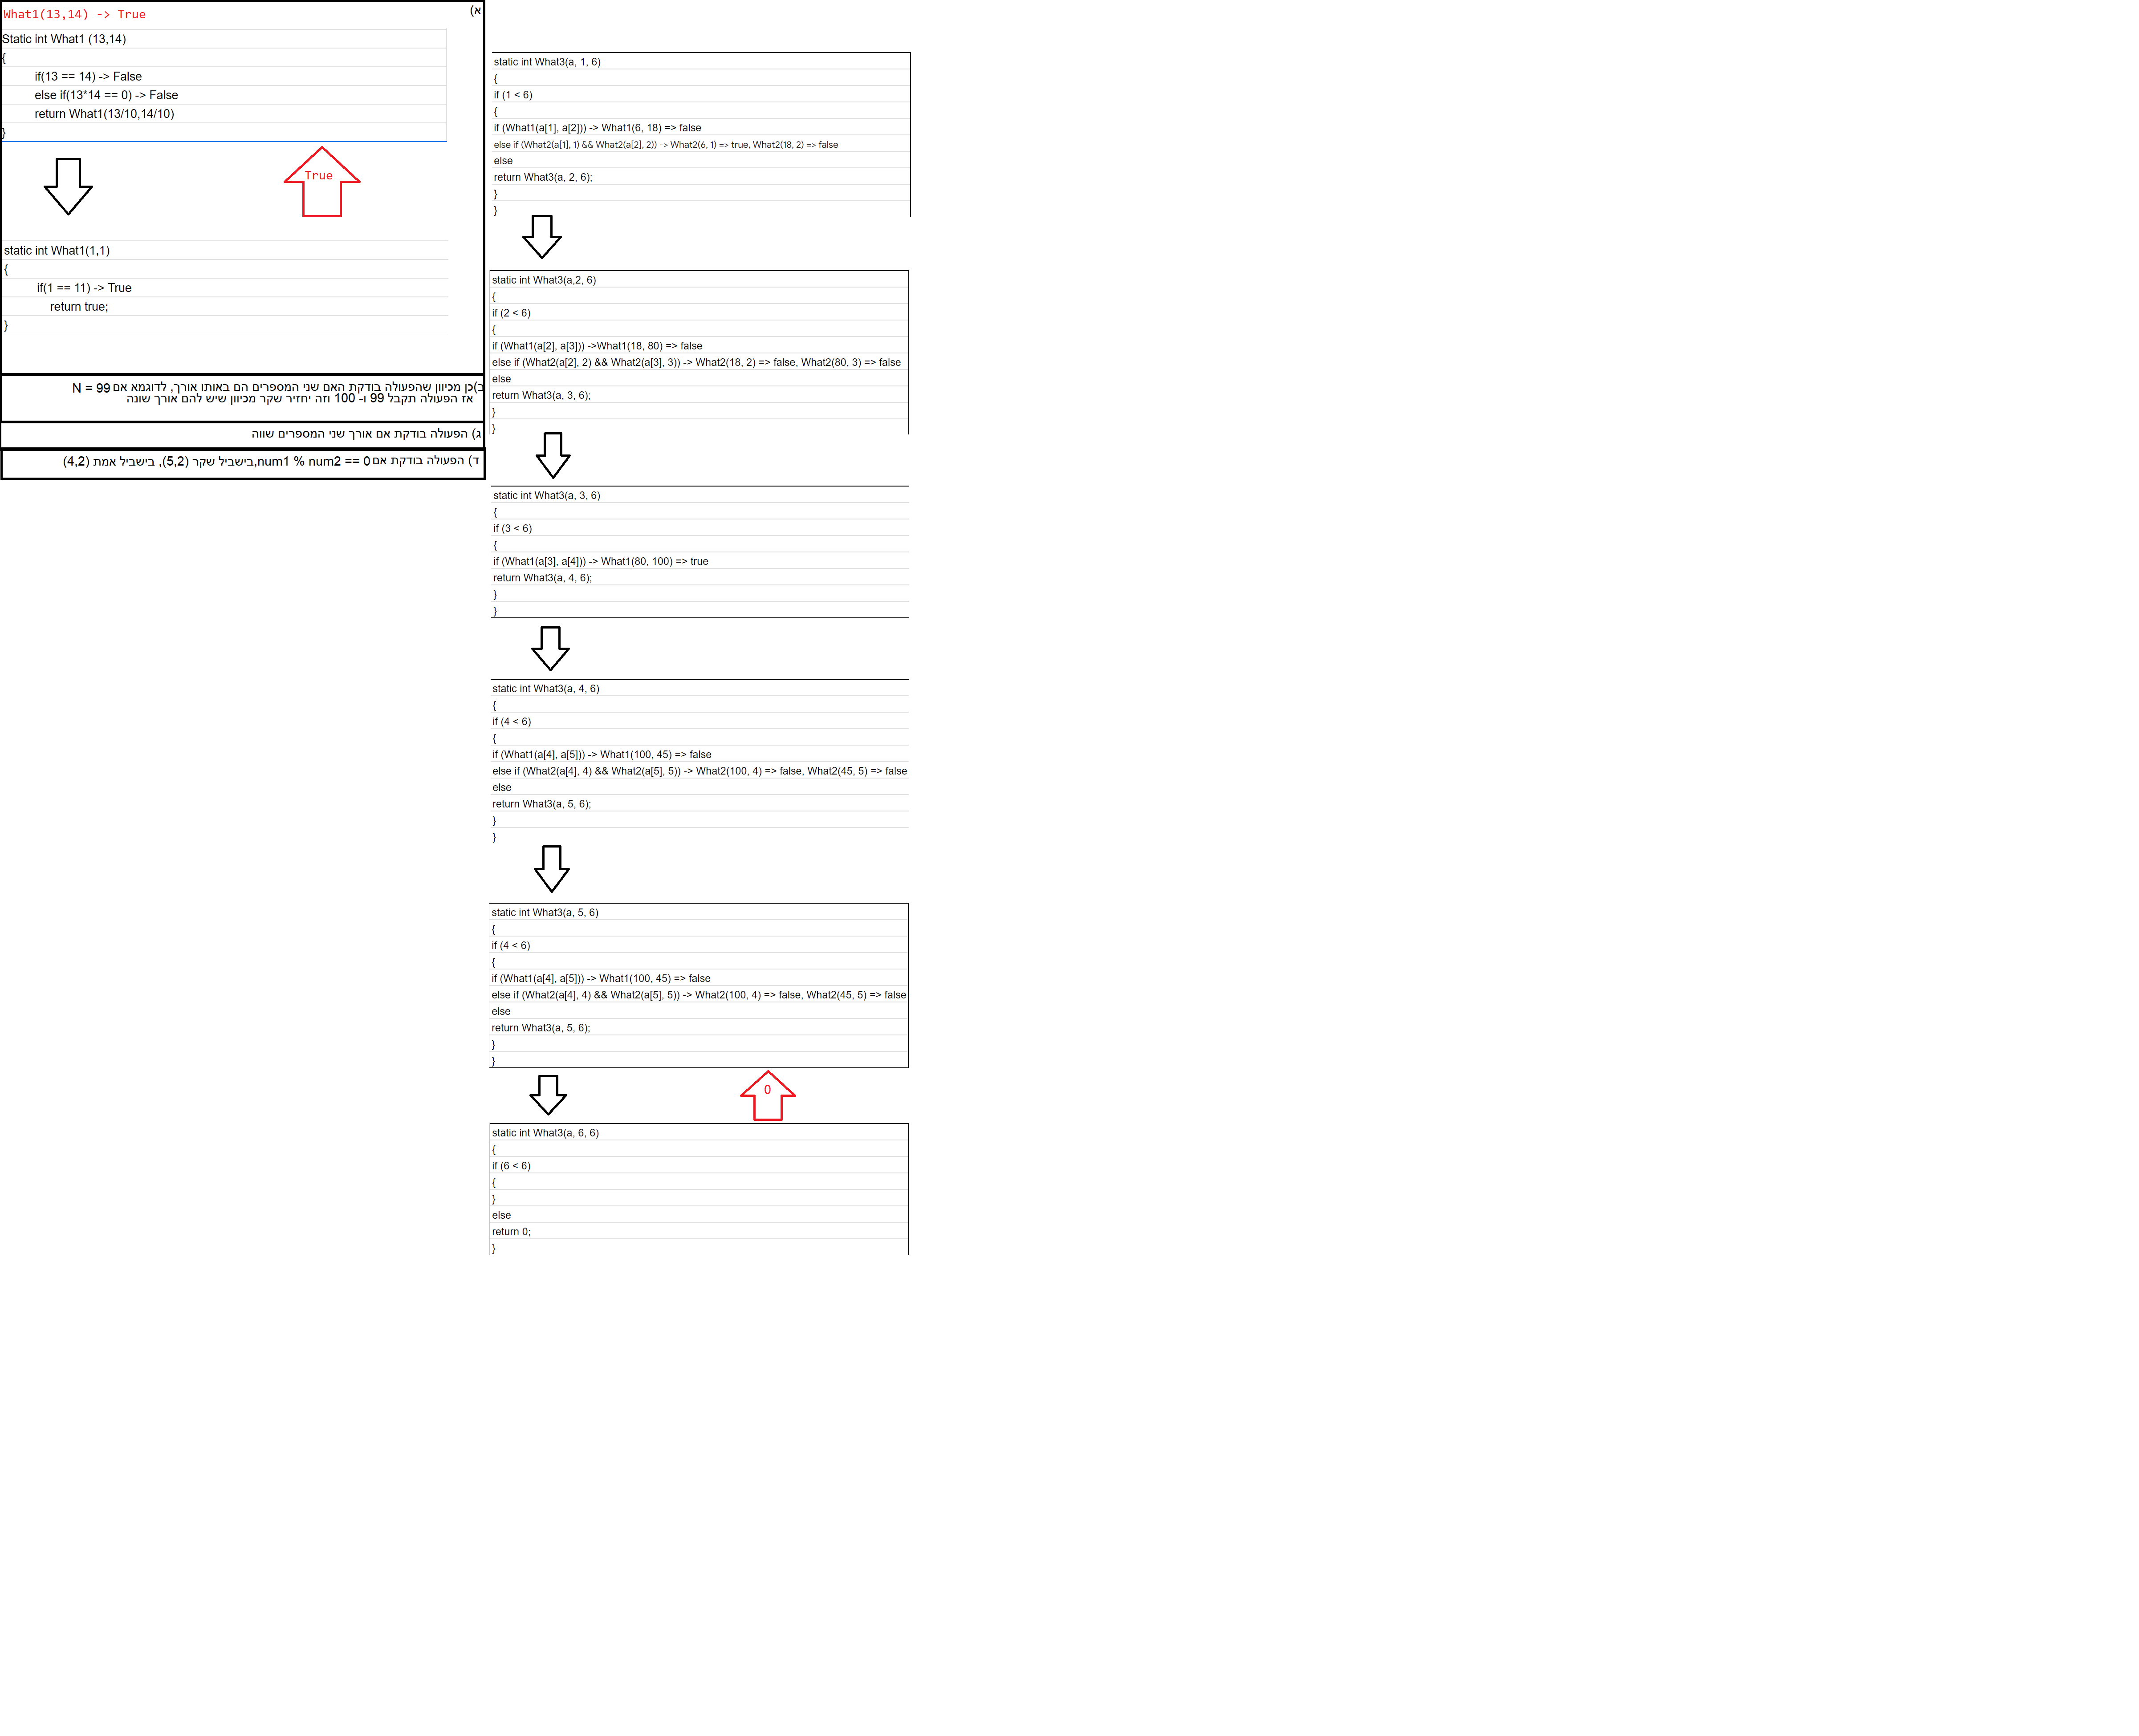 What1(13,14) -> True
א)
Static int What1 (13,14)
{
if(13 == 14) -> False
else if(13*14 == 0) -> False
return What1(13/10,14/10)
}
True
static int What1(1,1)
{
if(1 == 11) -> True
return true;
}
ב)כן מכיוון שהפעולה בודקת האם שני המספרים הם באותו אורך, לדוגמא אם N = 99
אז הפעולה תקבל 99 ו- 100 וזה יחזיר שקר מכיוון שיש להם אורך שונה
ג) הפעולה בודקת אם אורך שני המספרים שווה
ד) הפעולה בודקת אם num1 % num2 == 0,בישביל שקר (5,2), בישביל אמת (4,2)
static int What3(a, 1, 6)
{
if (1 < 6)
{
if (What1(a[1], a[2])) -> What1(6, 18) => false
else if (What2(a[1], 1) && What2(a[2], 2)) -> What2(6, 1) => true, What2(18, 2) => false
else
return What3(a, 2, 6);
}
}
static int What3(a,2, 6)
{
if (2 < 6)
{
if (What1(a[2], a[3])) ->What1(18, 80) => false
else if (What2(a[2], 2) && What2(a[3], 3)) -> What2(18, 2) => false, What2(80, 3) => false
else
return What3(a, 3, 6);
}
}
static int What3(a, 3, 6)
{
if (3 < 6)
{
if (What1(a[3], a[4])) -> What1(80, 100) => true
return What3(a, 4, 6);
}
}
static int What3(a, 4, 6)
{
if (4 < 6)
{
if (What1(a[4], a[5])) -> What1(100, 45) => false
else if (What2(a[4], 4) && What2(a[5], 5)) -> What2(100, 4) => false, What2(45, 5) => false
else
return What3(a, 5, 6);
}
}
static int What3(a, 5, 6)
{
if (4 < 6)
{
if (What1(a[4], a[5])) -> What1(100, 45) => false
else if (What2(a[4], 4) && What2(a[5], 5)) -> What2(100, 4) => false, What2(45, 5) => false
else
return What3(a, 5, 6);
}
}
0
static int What3(a, 6, 6)
{
if (6 < 6)
{
}
else
return 0;
}